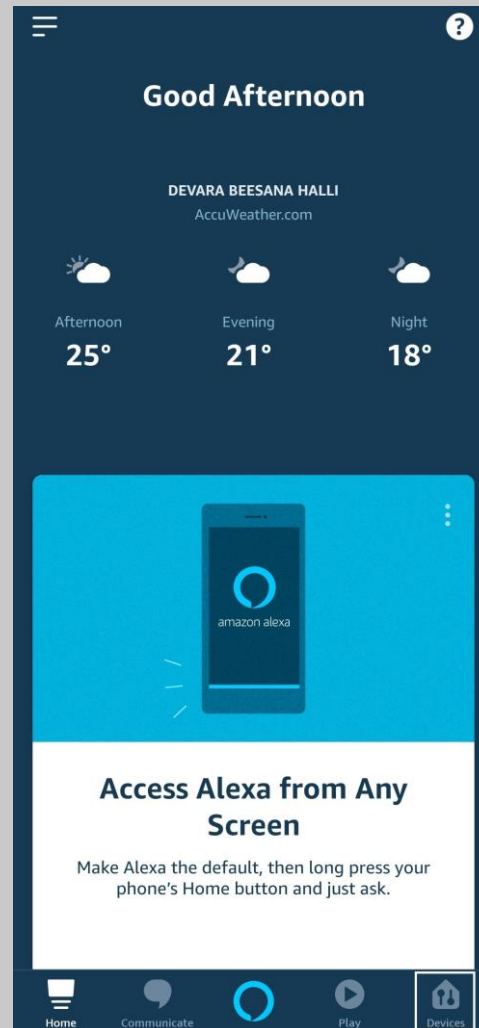 ?
Good Afternoon
DEVARA BEESANA HALLI
AccuWeather.com
Afternoon Evening Night
25° 21° 18°
amazon alexa
Access Alexa from Any
Screen
Make Alexa the default, then long press your
phone's Home button and just ask.
Home Communicate Play Devices